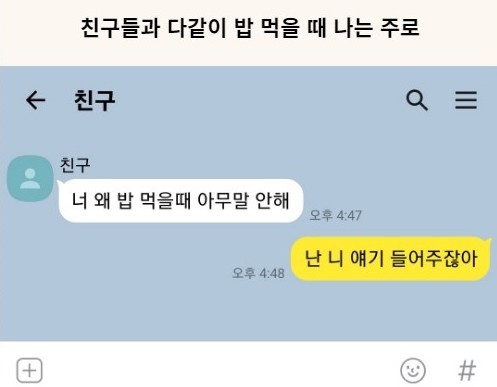 친구들과 다같이 밥 먹을 때 나는 주로
친구
친구
너 왜 밥 먹을때 아무말 안해
오후 4:47
난 니 얘기 들어주잖아
오후 4:48
#